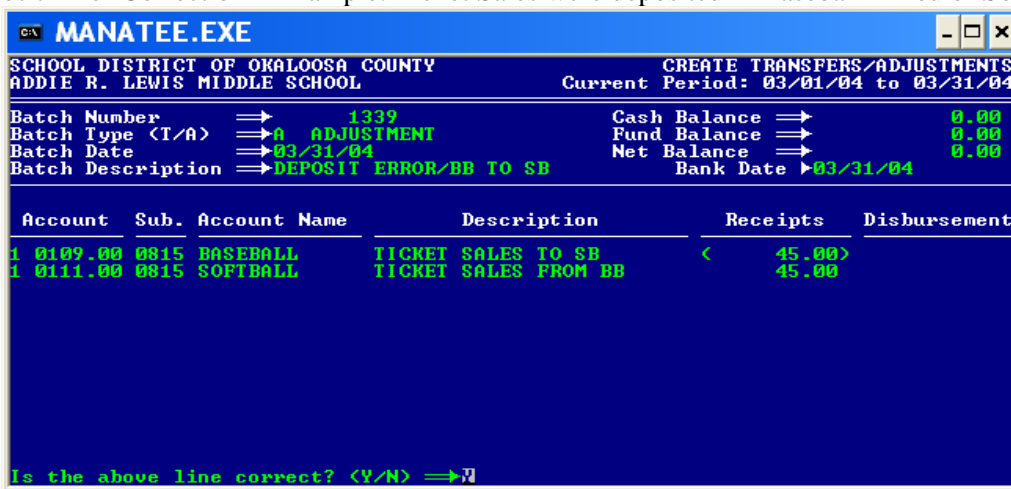 MANATEE.EXE
SCHOOL DISTRICT OF OKALOOSA COUNTY CREATE TRANSFERS/ADJUSTMENTS
ADDIE R. LEWIS MIDDLE SCHOOL Current Period: 03/01/04 to 03/31/04
Batch Number 1339 Cash Balance 0.00
Batch Type (T/A) A ADJUSTMENT Fund Balance 0.00
Batch Date 03/31/04 Net Balance 0.00
Batch Description DEPOSIT ERROR/BB TO SB Bank Date 03/31/04
Account Sub. Account Name Description Receipts Disbursement
1 0109.00 0815 BASEBALL TICKET SALES TO SB ( 45.00)
1 0111.00 0815 SOFTBALL TICKET SALES FROM BB 45.00
Is the above line correct? (Y/N)